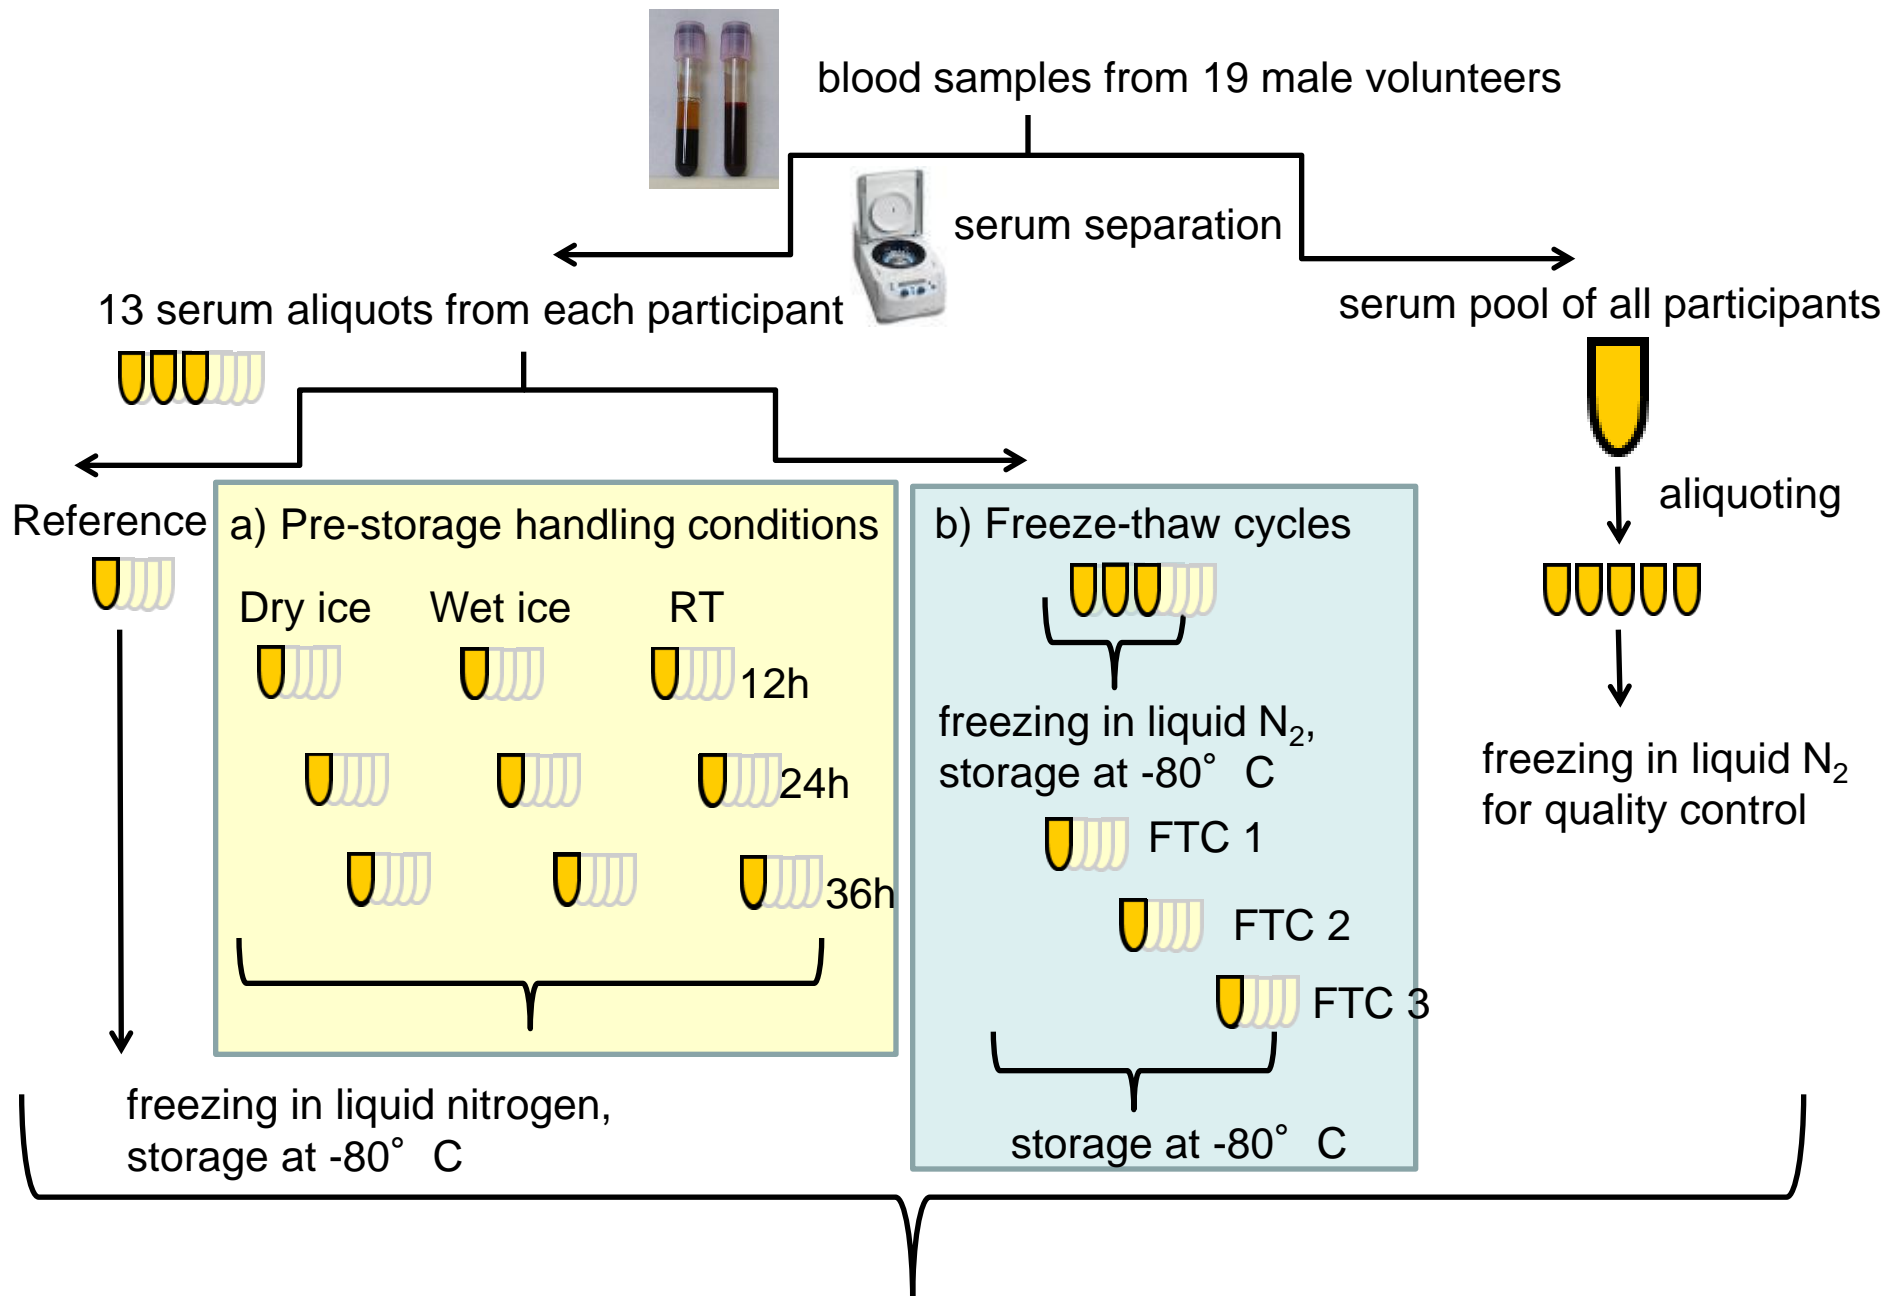 blood samples from 19 male volunteers
serum separation
13 serum aliquots from each participant
serum pool of all participants
aliquoting
Reference
a) Pre-storage handling conditions
Dry ice
Wet ice
RT
12h
24h
36h
b) Freeze-thaw cycles
freezing in liquid N₂,
storage at -80° C
FTC 1
FTC 2
FTC 3
storage at -80° C
freezing in liquid N₂
for quality control
freezing in liquid nitrogen,
storage at -80° C